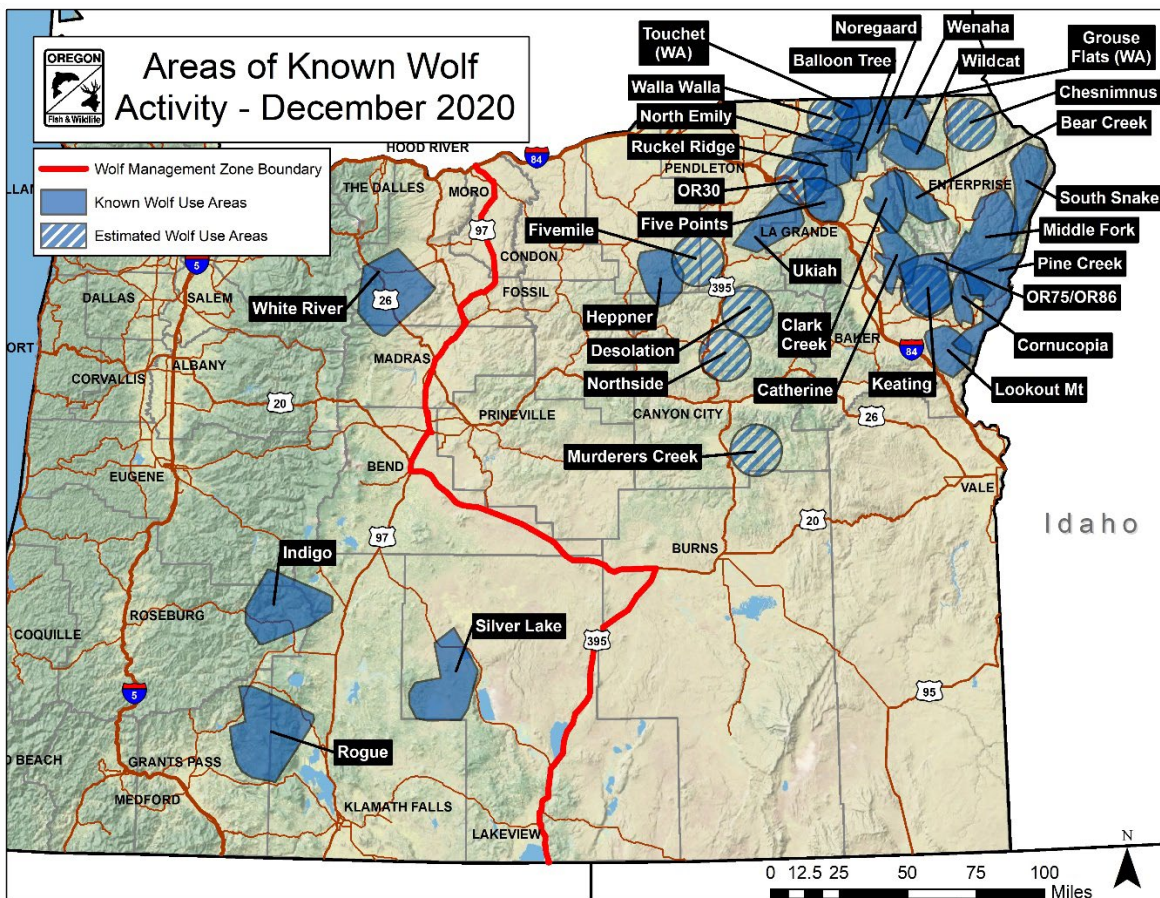 OREGON
Fish & Wildlife
Areas of Known Wolf
Activity - December 2020
Wolf Management Zone Boundary
Known Wolf Use Areas
Estimated Wolf Use Areas
Noregaard
Wenaha
Touchet
(WA)
Grouse
Flats (WA)
Balloon Tree
Wildcat
Walla Walla
Chesnimnus
North Emily
Bear Creek
HOOD RIVER
84
Ruckel Ridge
PENDLETON
THE DALLES
MORO
OR30
ENTERPRISE
South Snake
Five Points
97
Fivemile
LA GRANDE
Middle Fork
CONDON
Ukiah
Pine Creek
5
DALLAS
SALEM
White River
26
FOSSIL
Heppner
395
OR75/OR86
Clark
Creek
Cornucopia
Desolation
BAKER
84
MADRAS
ALBANY
CORVALLIS
Northside
Catherine
Keating
Lookout Mt
20
PRINEVILLE
CANYON CITY
26
Murderers Creek
BEND
EUGENE
VALE
20
Idaho
97
BURNS
Indigo
ROSEBURG
COQUILLE
Silver Lake
395
5
95
Rogue
GRANTS PASS
MEDFORD
KLAMATH FALLS
LAKEVIEW
N
0 12.5 25 50 75 100
Miles